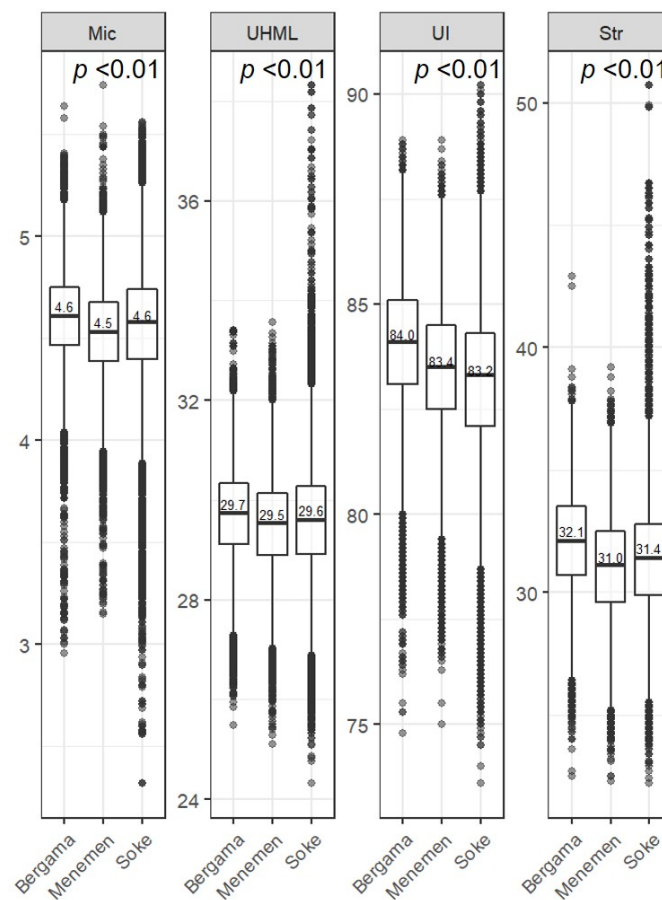 Mic
UHML
UI
Str
p <0.01
p <0.01
p <0.01
p <0.01
5
4
3
36
32
28
24
90
85
80
75
50
40
30
4.6
4.5
4.6
29.7
29.5
29.6
84.0
83.4
83.2
32.1
31.0
31.4
Bergama
Menemen
Soke
Bergama
Menemen
Soke
Bergama
Menemen
Soke
Bergama
Menemen
Soke